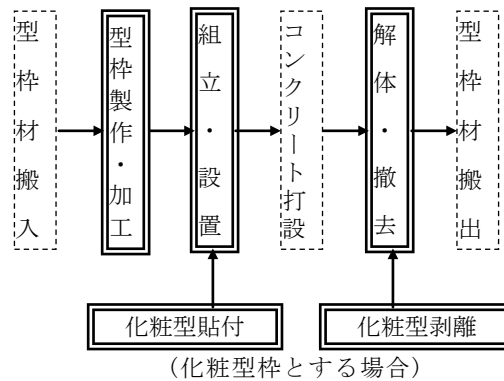 型枠材搬入
型枠製作・加工
組立・設置
コンクリート打設
解体・撤去
型枠材搬出
化粧型貼付
化粧型剥離
（化粧型枠とする場合）